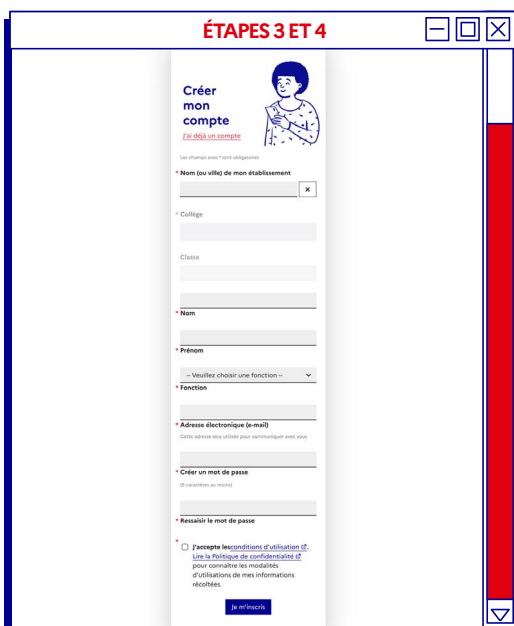 ÉTAPES 3 ET 4
Créer
mon
compte
J'ai déjà un compte
Les champs avec * sont obligatoires
* Nom (ou ville) de mon établissement
* Collège
Classe
* Nom
* Prénom
– Veuillez choisir une fonction –
* Fonction
* Adresse électronique (e-mail)
Cette adresse sera utilisée pour communiquer avec vous
* Créer un mot de passe
(8 caractères au moins)
* Ressaisir le mot de passe
*
J'accepte lesconditions d'utilisation.
Lire la Politique de confidentialité
pour connaître les modalités
d'utilisations de mes informations
récoltées.
Je m'inscris